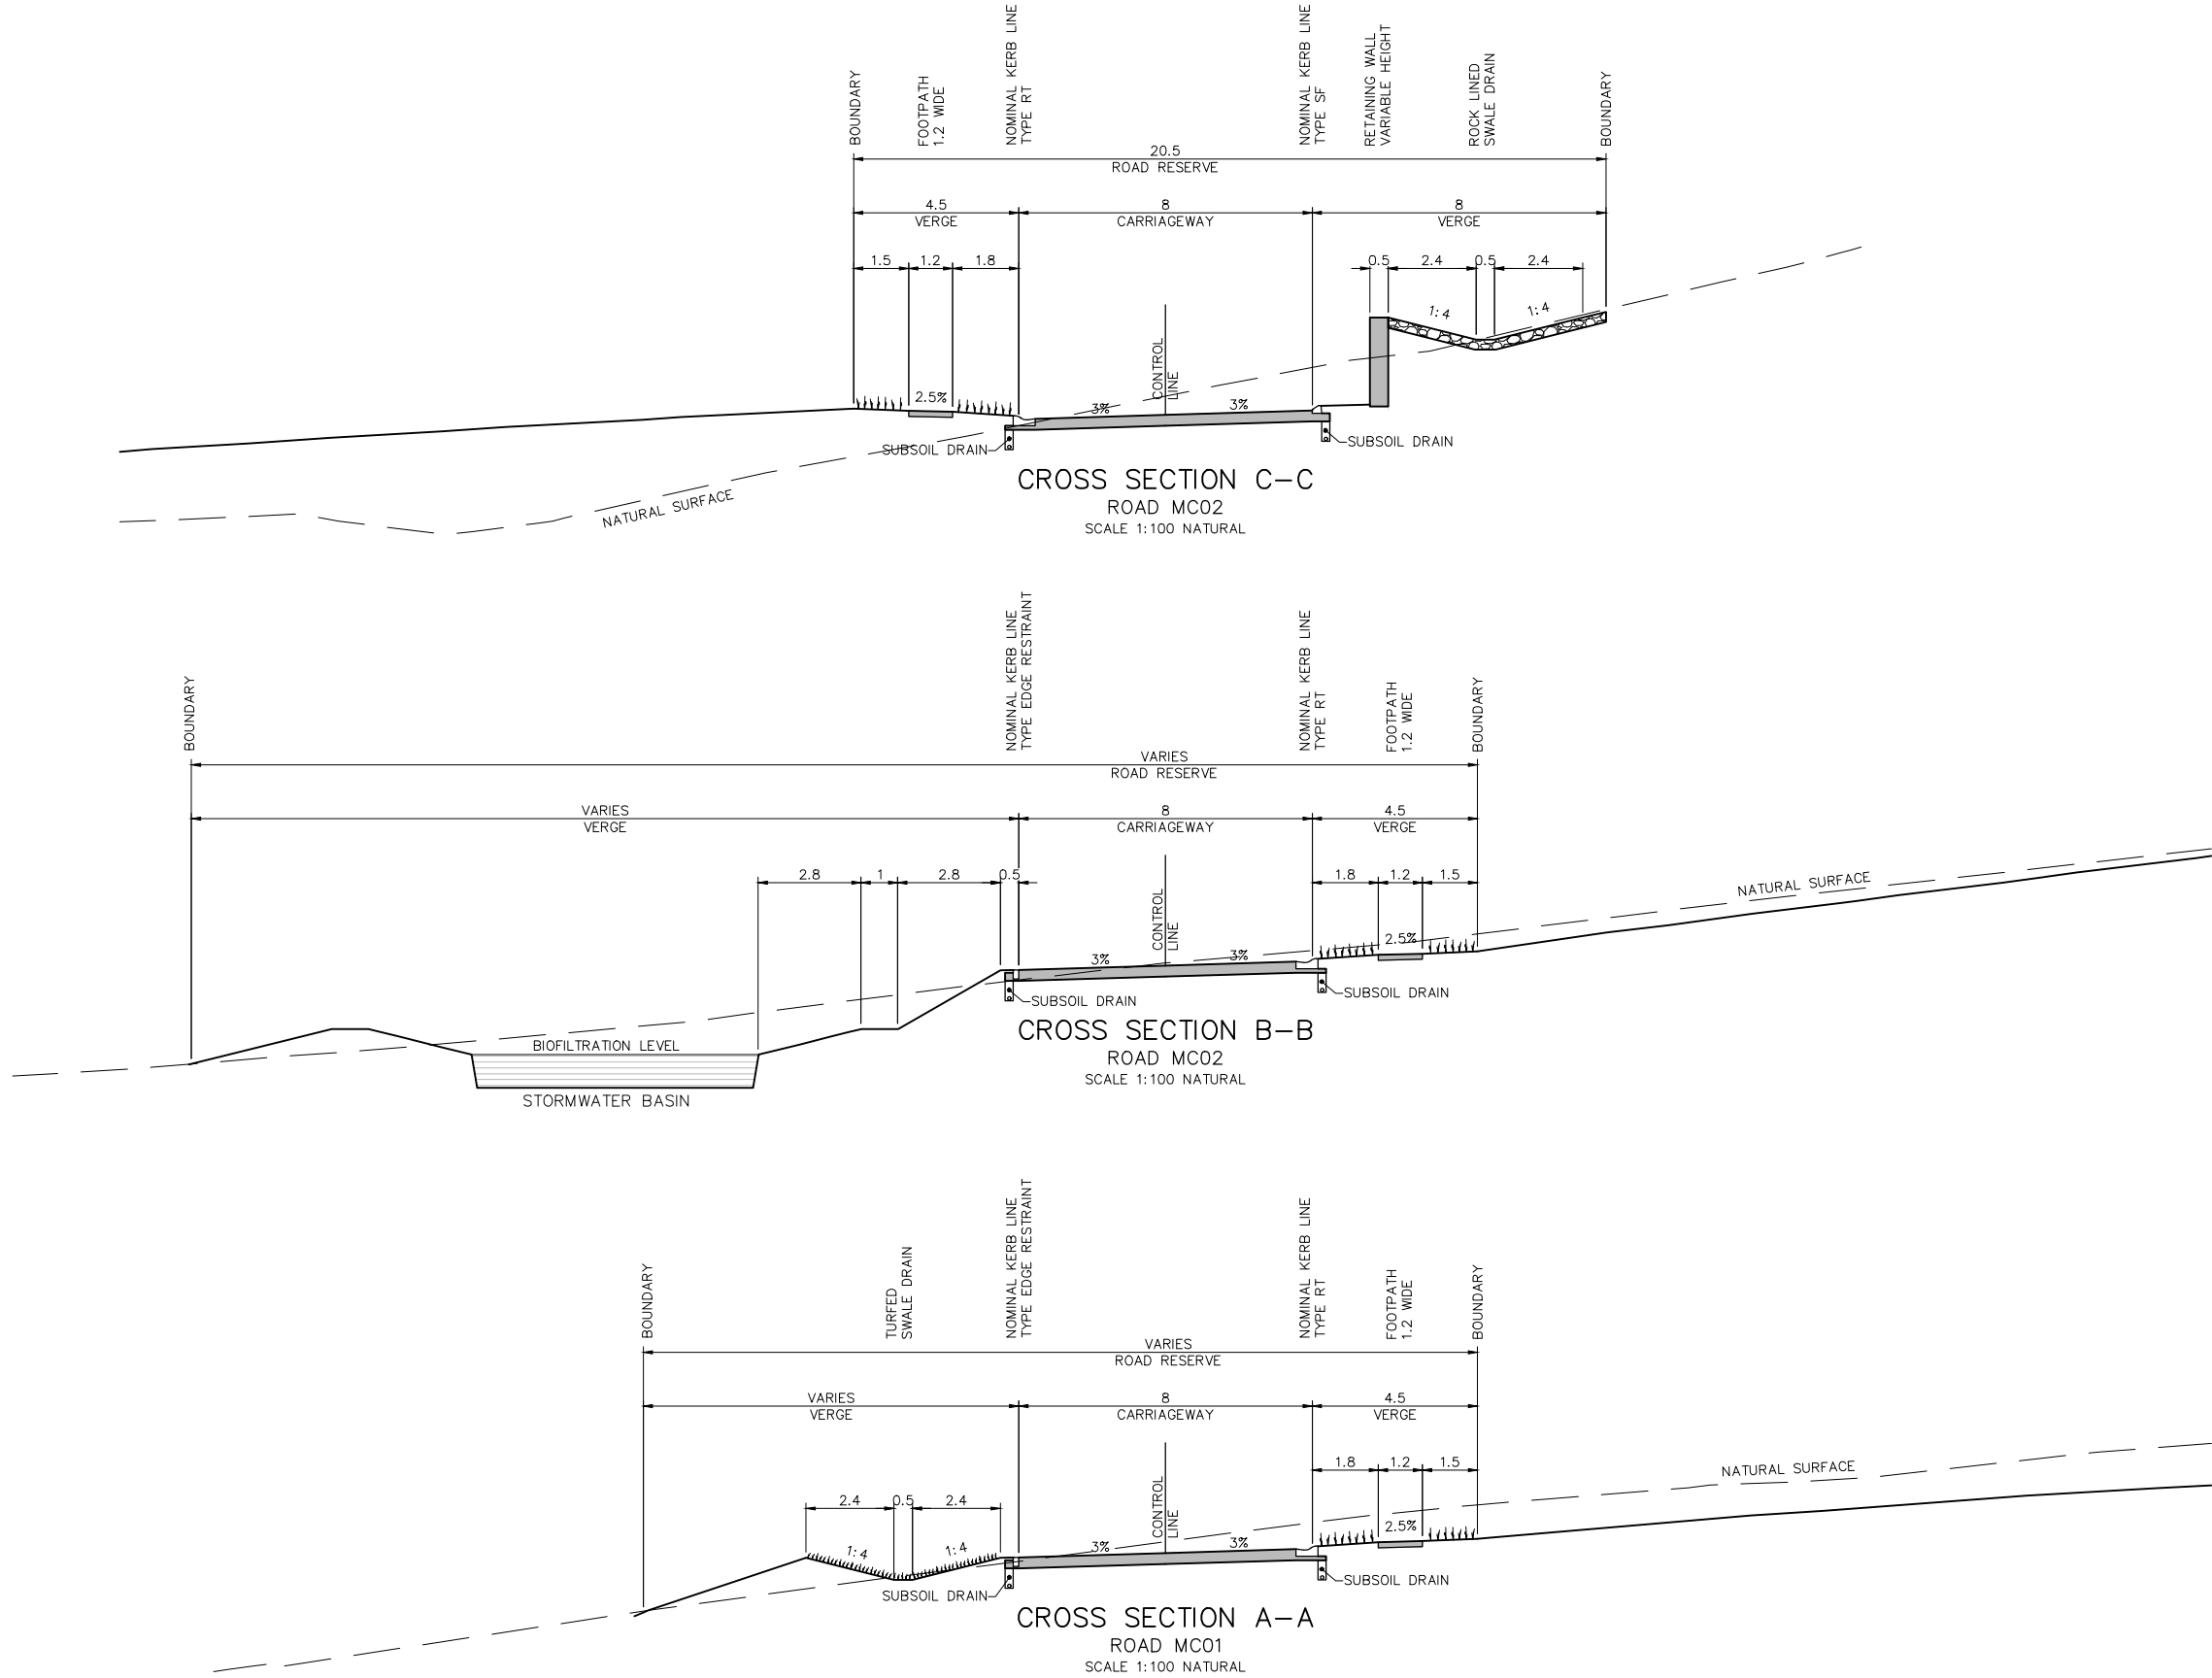 BOUNDARY
FOOTPATH
1.2 WIDE
NOMINAL KERB LINE
TYPE RT
NOMINAL KERB LINE
TYPE SF
RETAINING WALL
VARIABLE HEIGHT
ROCK LINED
SWALE DRAIN
BOUNDARY
20.5
ROAD RESERVE
4.5
VERGE
8
CARRIAGEWAY
8
VERGE
1.5
1.2
1.8
0.5
2.4
0.5
2.4
1:4
1:4
CONTROL
LINE
2.5%
3%
3%
SUBSOIL DRAIN
SUBSOIL DRAIN
NATURAL SURFACE
CROSS SECTION C-C
ROAD MC02
SCALE 1:100 NATURAL
BOUNDARY
NOMINAL KERB LINE
TYPE EDGE RESTRAINT
NOMINAL KERB LINE
TYPE RT
FOOTPATH
1.2 WIDE
BOUNDARY
VARIES
ROAD RESERVE
VARIES
VERGE
8
CARRIAGEWAY
4.5
VERGE
2.8
1
2.8
0.5
1.8
1.2
1.5
NATURAL SURFACE
CONTROL
LINE
3%
3%
2.5%
SUBSOIL DRAIN
SUBSOIL DRAIN
BIOFILTRATION LEVEL
STORMWATER BASIN
CROSS SECTION B-B
ROAD MC02
SCALE 1:100 NATURAL
BOUNDARY
TURFED
SWALE DRAIN
NOMINAL KERB LINE
TYPE EDGE RESTRAINT
NOMINAL KERB LINE
TYPE RT
FOOTPATH
1.2 WIDE
BOUNDARY
VARIES
ROAD RESERVE
VARIES
VERGE
8
CARRIAGEWAY
4.5
VERGE
2.4
0.5
2.4
1.8
1.2
1.5
NATURAL SURFACE
CONTROL
LINE
1:4
1:4
3%
3%
2.5%
SUBSOIL DRAIN
SUBSOIL DRAIN
CROSS SECTION A-A
ROAD MC01
SCALE 1:100 NATURAL